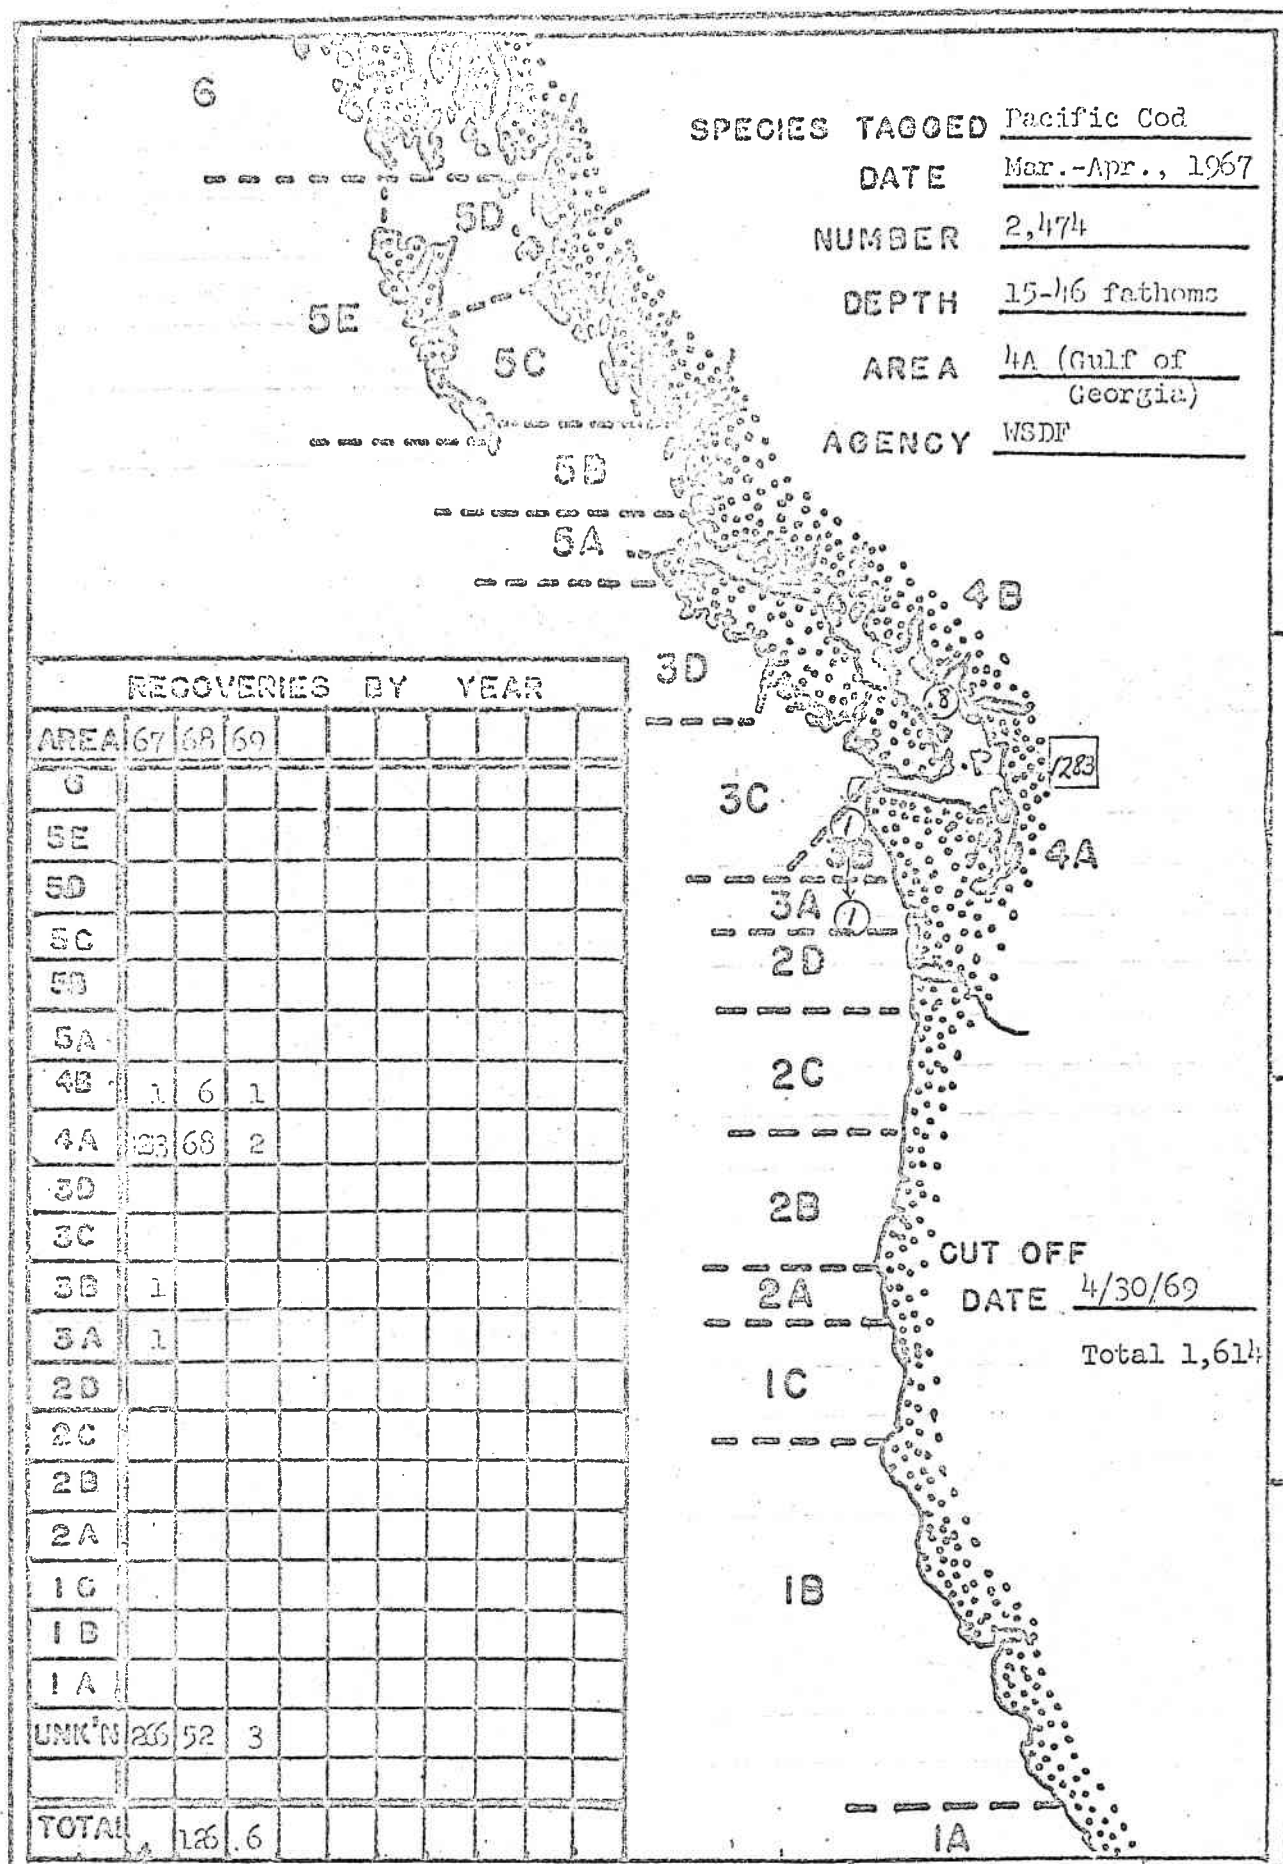 6
SPECIES TAGGED Pacific Cod
DATE Mar.-Apr., 1967
NUMBER 2,474
DEPTH 15-46 fathoms
AREA 4A (Gulf of
Georgia)
AGENCY WSDF
5D
5E
5C
5B
5A
4B
3D
8
1283
3C
1
3B
4A
3A 1
2D
2C
2B
2A
1C
1B
1A
CUT OFF
DATE 4/30/69
Total 1,614
RECOVERIES BY YEAR
AREA 67 68 69
6
5E
5D
5C
5B
5A
4B 1 6 1
4A 68 2
3D
3C
3B 1
3A 1
2D
2C
2B
2A
1C
1B
1A
UNK'N 52 3
TOTAL 126 6